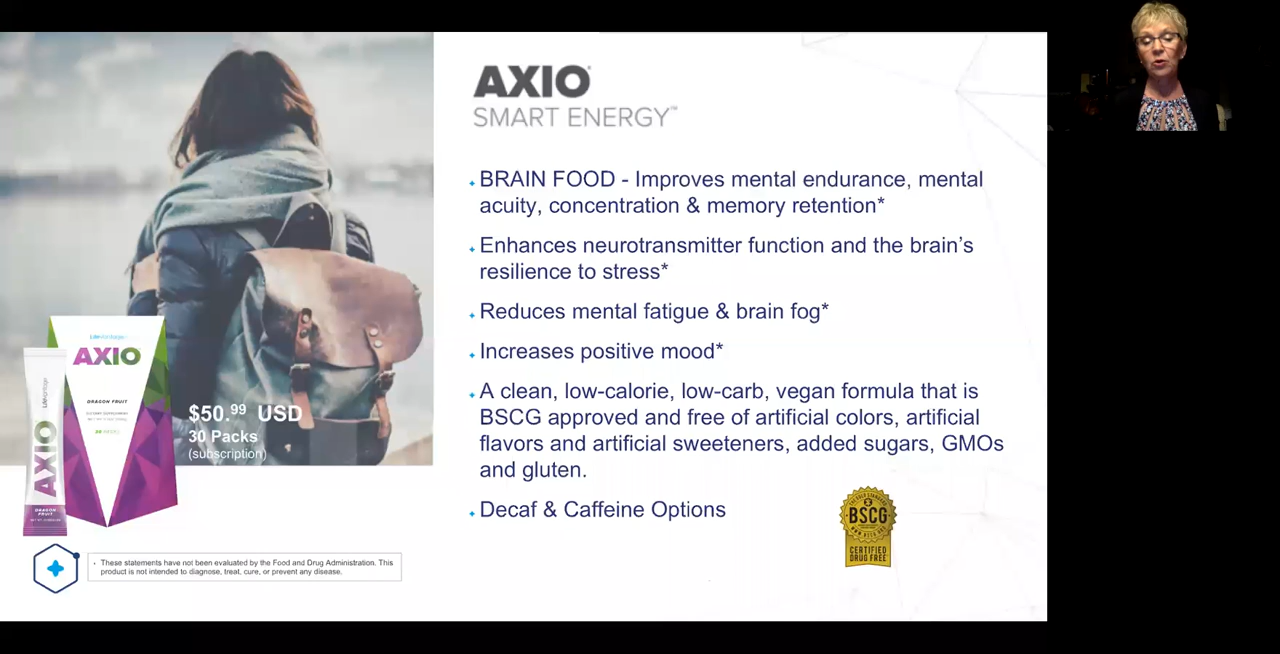 AXIO®
SMART ENERGY™
BRAIN FOOD - Improves mental endurance, mental
acuity, concentration & memory retention*
Enhances neurotransmitter function and the brain's
resilience to stress*
Reduces mental fatigue & brain fog*
Increases positive mood*
A clean, low-calorie, low-carb, vegan formula that is
BSCG approved and free of artificial colors, artificial
flavors and artificial sweeteners, added sugars, GMOs
and gluten.
Decaf & Caffeine Options
LifeVantage
AXIO
DRAGON FRUIT
LifeVantage
AXIO
DRAGON
FRUIT
$50.99 USD
30 Packs
(subscription)
BSCG
CERTIFIED
DRUG FREE
These statements have not been evaluated by the Food and Drug Administration. This
product is not intended to diagnose, treat, cure, or prevent any disease.